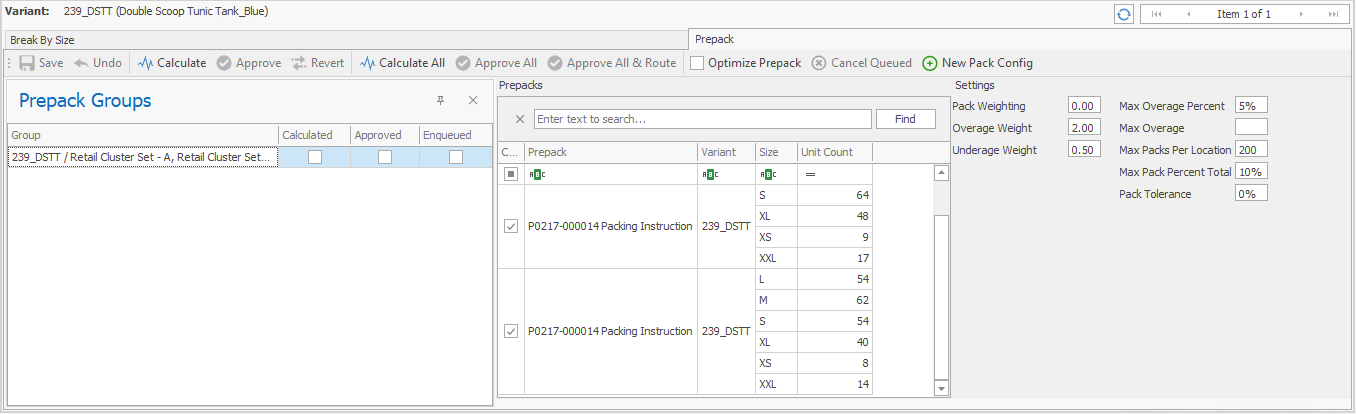 Variant: 239_DSTT (Double Scoop Tunic Tank_Blue)
Item 1 of 1
Break By Size
Prepack
Save Undo Calculate Approve Revert Calculate All Approve All Approve All & Route Optimize Prepack Cancel Queued New Pack Config
Prepack Groups
Group Calculated Approved Enqueued
239_DSTT / Retail Cluster Set - A, Retail Cluster Set...
Prepacks
Enter text to search... Find
C... Prepack Variant Size Unit Count
ABC ABC ABC =
S 64
XL 48
P0217-000014 Packing Instruction 239_DSTT
XS 9
XXL 17
L 54
M 62
S 54
P0217-000014 Packing Instruction 239_DSTT
XL 40
XS 8
XXL 14
Settings
Pack Weighting 0.00 Max Overage Percent 5%
Overage Weight 2.00 Max Overage
Underage Weight 0.50 Max Packs Per Location 200
Max Pack Percent Total 10%
Pack Tolerance 0%